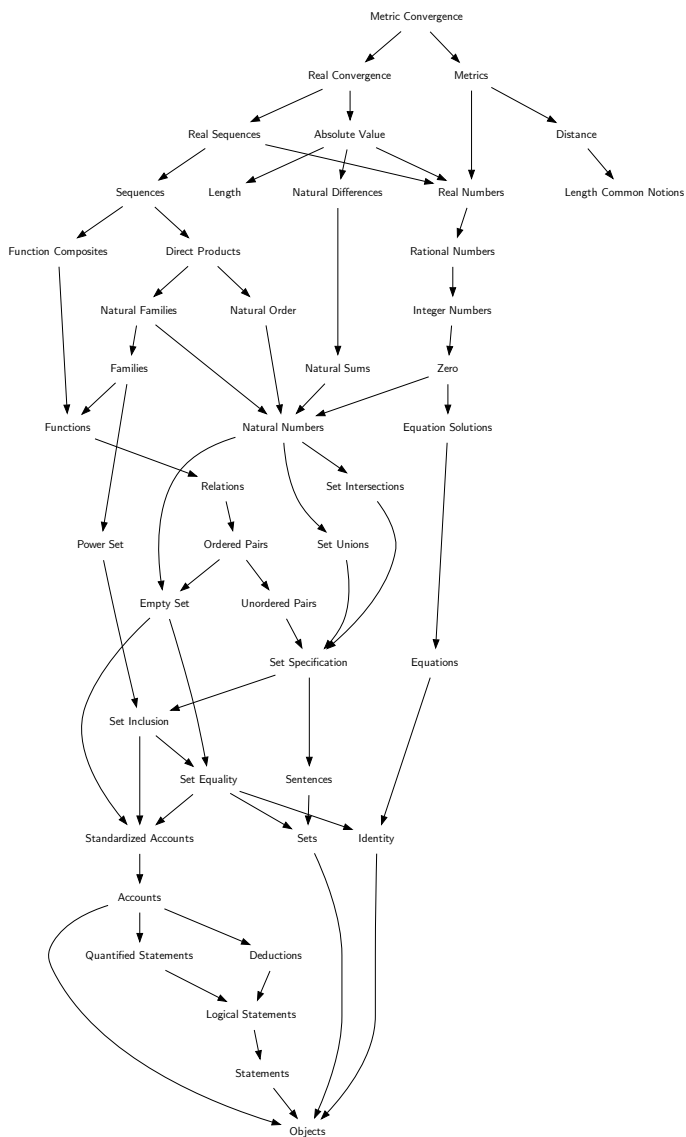 Metric Convergence
Real Convergence
Metrics
Real Sequences
Absolute Value
Distance
Sequences
Length
Natural Differences
Real Numbers
Length Common Notions
Function Composites
Direct Products
Rational Numbers
Natural Families
Natural Order
Integer Numbers
Families
Natural Sums
Zero
Functions
Natural Numbers
Equation Solutions
Relations
Set Intersections
Power Set
Ordered Pairs
Set Unions
Empty Set
Unordered Pairs
Set Specification
Equations
Set Inclusion
Set Equality
Sentences
Standardized Accounts
Sets
Identity
Accounts
Quantified Statements
Deductions
Logical Statements
Statements
Objects